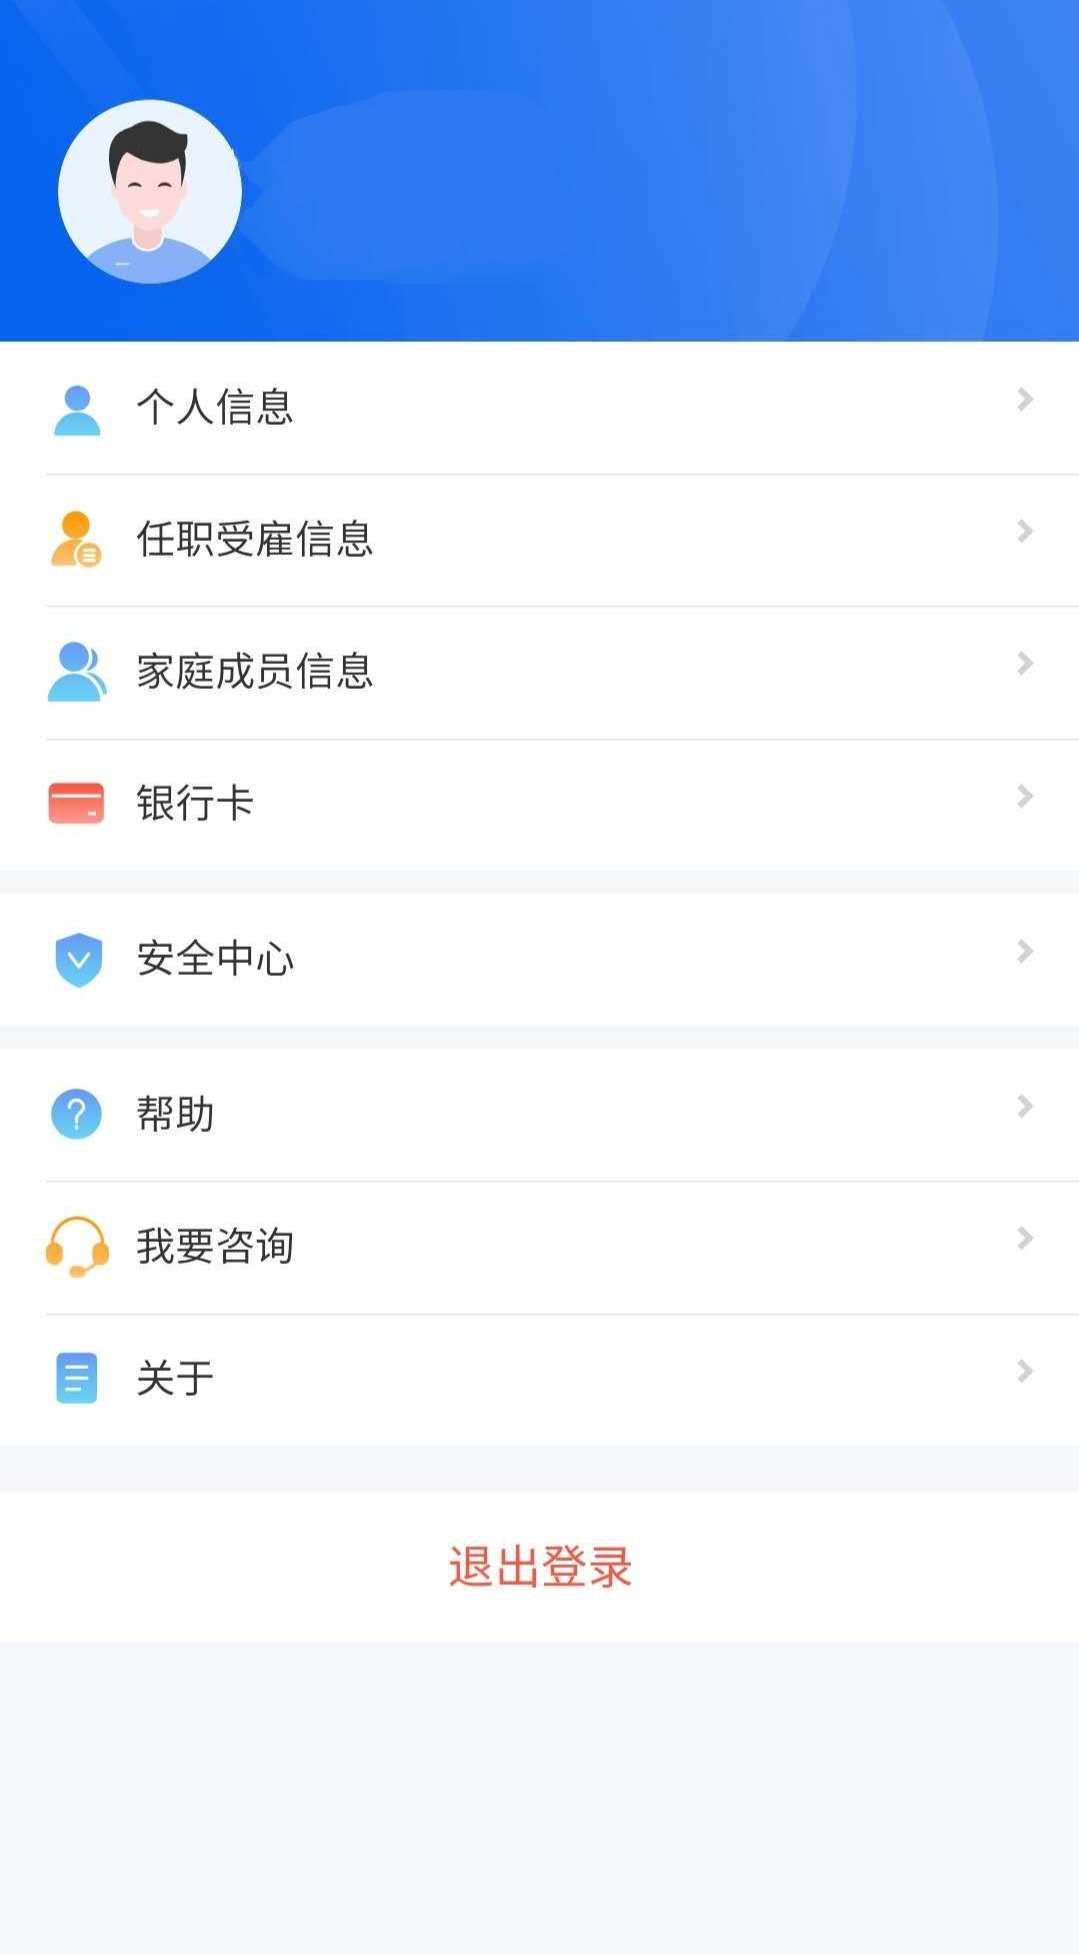 个人信息
任职受雇信息
家庭成员信息
银行卡
安全中心
帮助
我要咨询
关于
退出登录